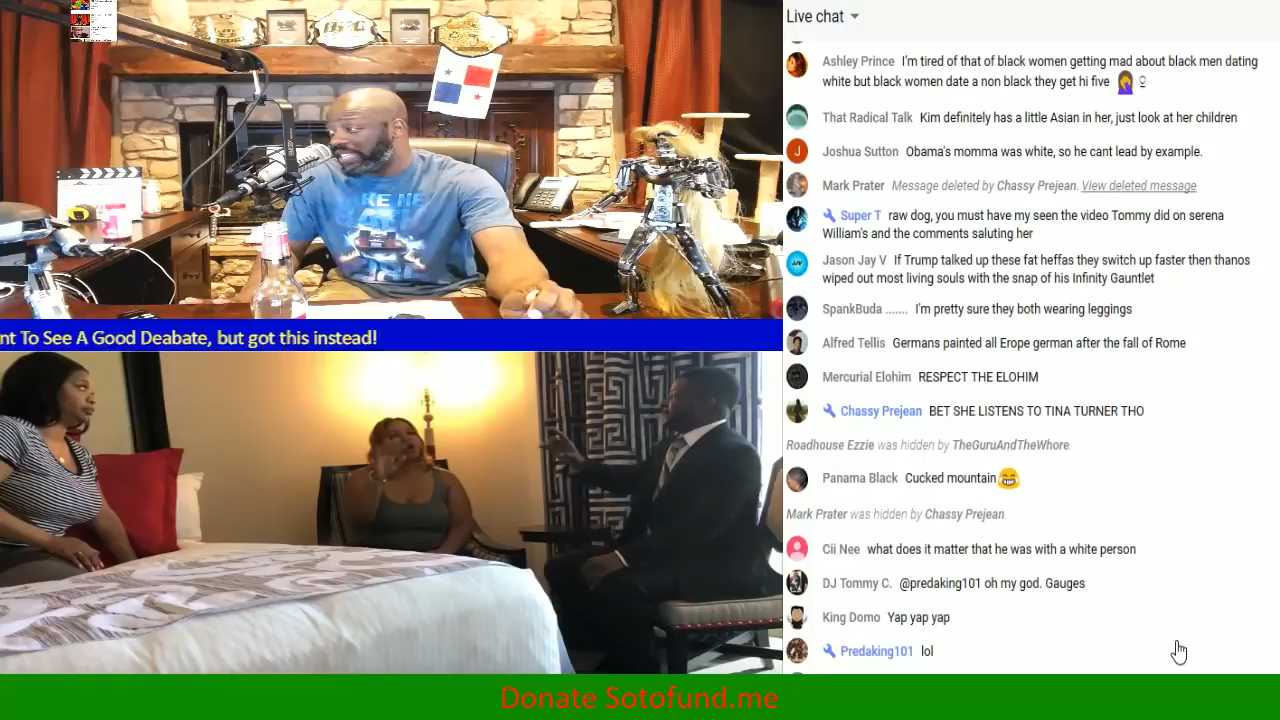 Live chat
Ashley Prince I'm tired of that of black women getting mad about black men dating
white but black women date a non black they get hi five
That Radical Talk Kim definitely has a little Asian in her, just look at her children
J Joshua Sutton Obama's momma was white, so he cant lead by example.
Mark Prater Message deleted by Chassy Prejean. View deleted message
Super T raw dog, you must have my seen the video Tommy did on serena
William's and the comments saluting her
Jason Jay V If Trump talked up these fat heffas they switch up faster then thanos
wiped out most living souls with the snap of his Infinity Gauntlet
SpankBuda ....... I'm pretty sure they both wearing leggings
Alfred Tellis Germans painted all Erope german after the fall of Rome
Mercurial Elohim RESPECT THE ELOHIM
Chassy Prejean BET SHE LISTENS TO TINA TURNER THO
Roadhouse Ezzie was hidden by TheGuruAndTheWhore.
Panama Black Cucked mountain😂
Mark Prater was hidden by Chassy Prejean.
Cii Nee what does it matter that he was with a white person
DJ Tommy C. @predaking101 oh my god. Gauges
King Domo Yap yap yap
Predaking101 lol
nt To See A Good Deabate, but got this instead!
Donate Sotofund.me